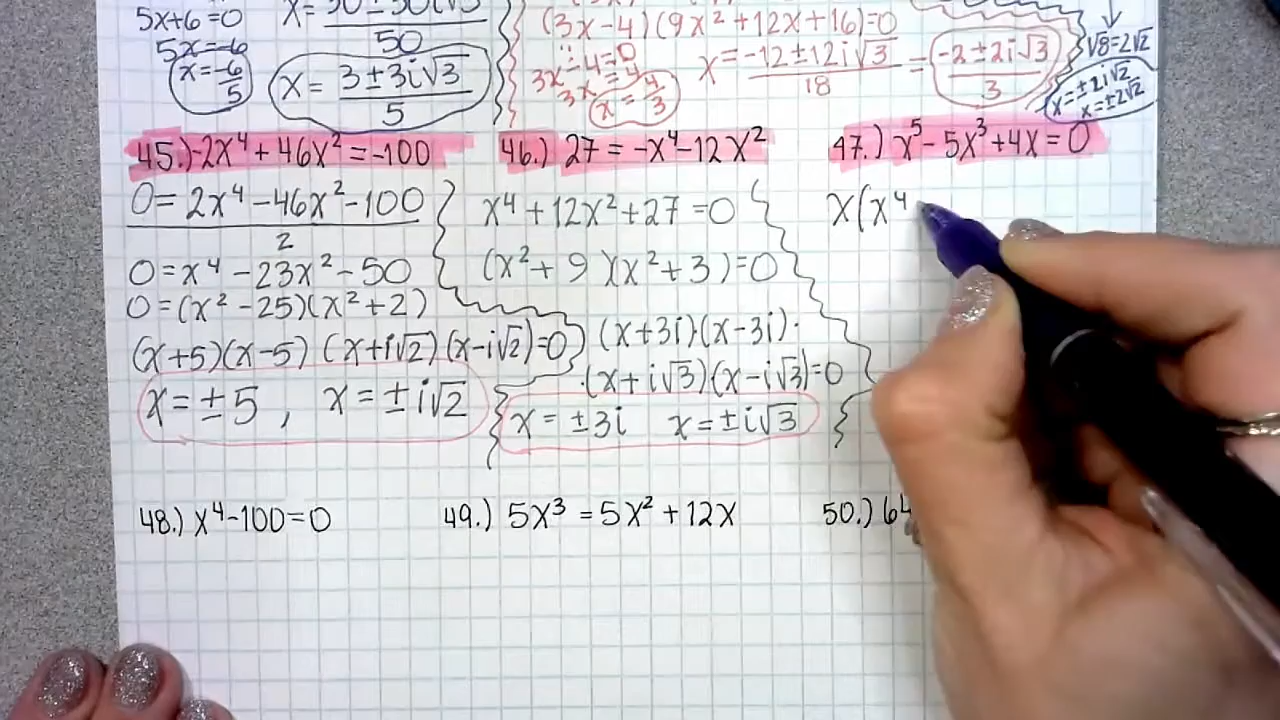 5x+6=0
5x=-6
x=-6/5
50
x= 3±3i√3 / 5
(3x-4)(9x²+12x+16)=0
3x-4=0
3x=4
x=4/3
x= -12±12i√3 / 18 = -2±2i√3 / 3
√8=2√2
x=±2i√2
x=±2√2
45.) -2x⁴+46x²=-100
0=2x⁴-46x²-100
2
0=x⁴-23x²-50
0=(x²-25)(x²+2)
(x+5)(x-5)(x+i√2)(x-i√2)=0
x=±5, x=±i√2
46.) 27=-x⁴-12x²
x⁴+12x²+27=0
(x²+9)(x²+3)=0
(x+3i)(x-3i)·
·(x+i√3)(x-i√3)=0
x=±3i x=±i√3
47.) x⁵-5x³+4x=0
x(x⁴
48.) x⁴-100=0
49.) 5x³=5x²+12x
50.) 64